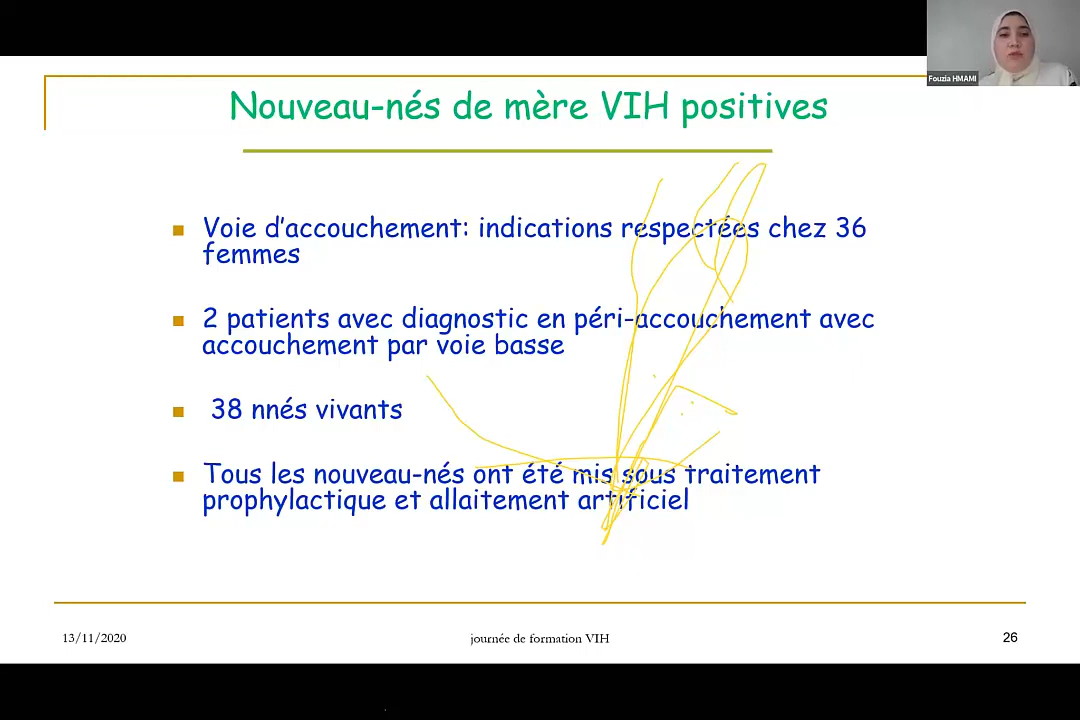 Fouzia HMAMI
Nouveau-nés de mère VIH positives
Voie d'accouchement: indications respectées chez 36
femmes
2 patients avec diagnostic en péri-accouchement avec
accouchement par voie basse
38 nnés vivants
Tous les nouveau-nés ont été mis sous traitement
prophylactique et allaitement artificiel
13/11/2020
journée de formation VIH
26